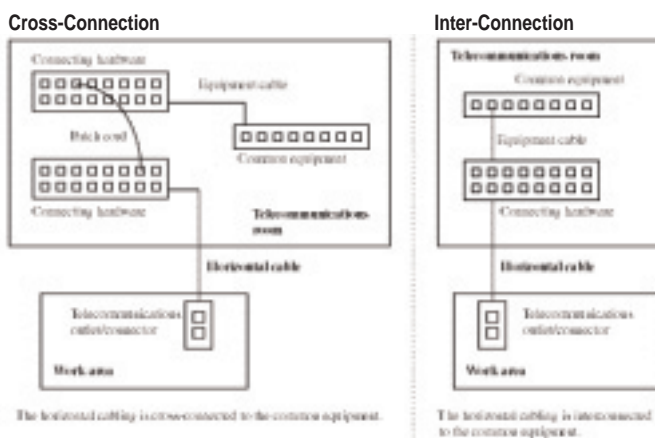 Cross-Connection
Connecting hardware
Equipment cable
Patch cord
Common equipment
Connecting hardware
Telecommunications
room
Horizontal cable
Telecommunications
outlet/connector
Work area
The horizontal cabling is cross-connected to the common equipment.
Inter-Connection
Telecommunications room
Common equipment
Equipment cable
Connecting hardware
Horizontal cable
Telecommunications
outlet/connector
Work area
The horizontal cabling is interconnected
to the common equipment.